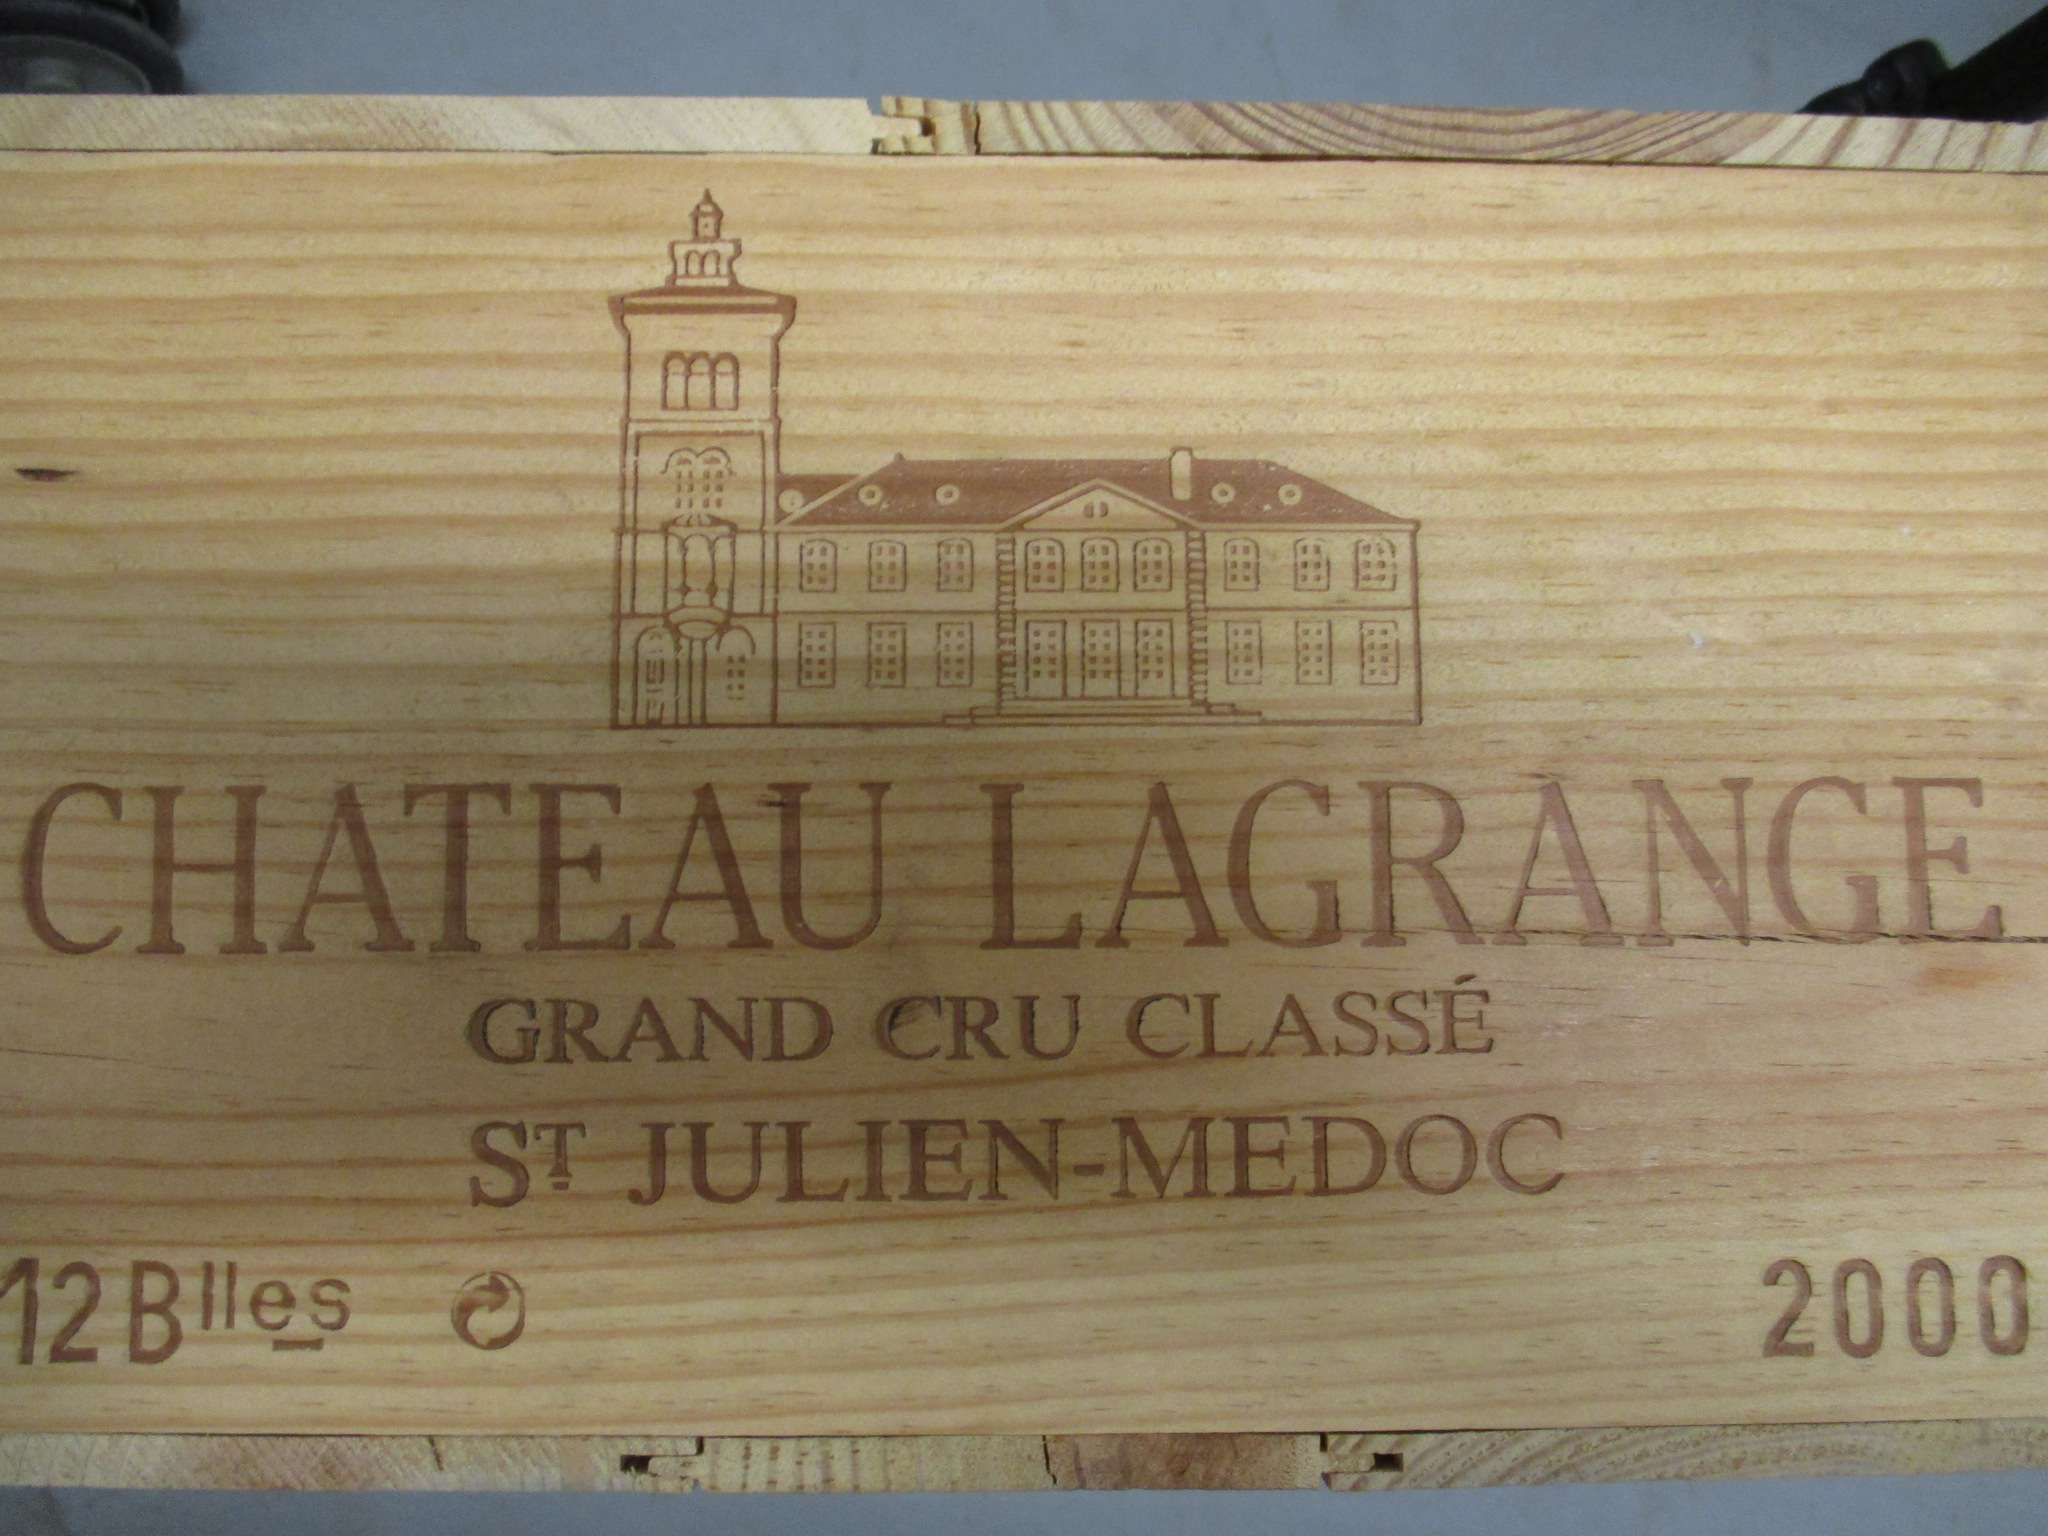 CHATEAU LAGRANGE
GRAND CRU CLASSÉ
ST JULIEN-MEDOC
12 Blles 2000